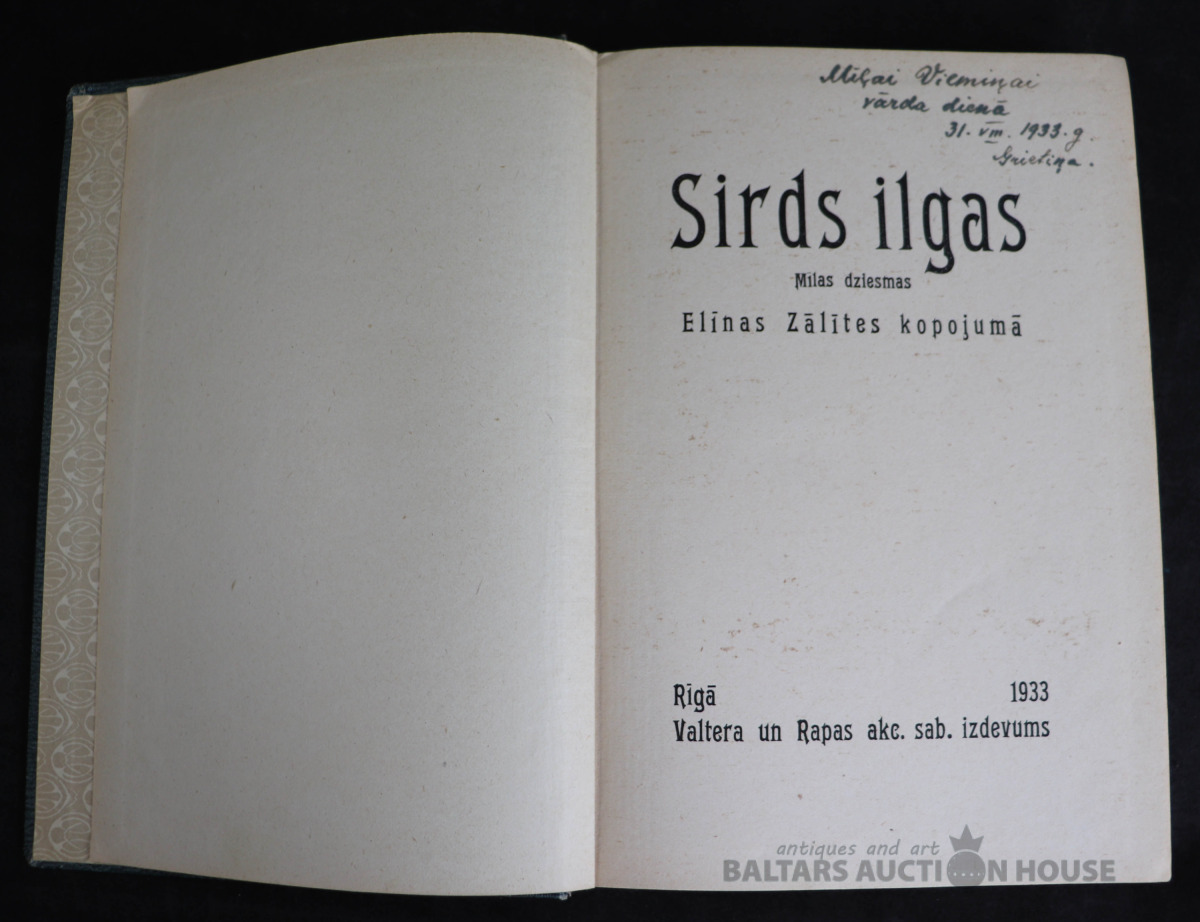 Mīļai Viemiņai
vārda dienā
31. VIII. 1933. g.
Grietiņa.
Sirds ilgas
Mīlas dziesmas
Elīnas Zālītes kopojumā
Rīgā 1933
Valtera un Rapas akc. sab. izdevums
antiques and art
BALTARS AUCTION HOUSE